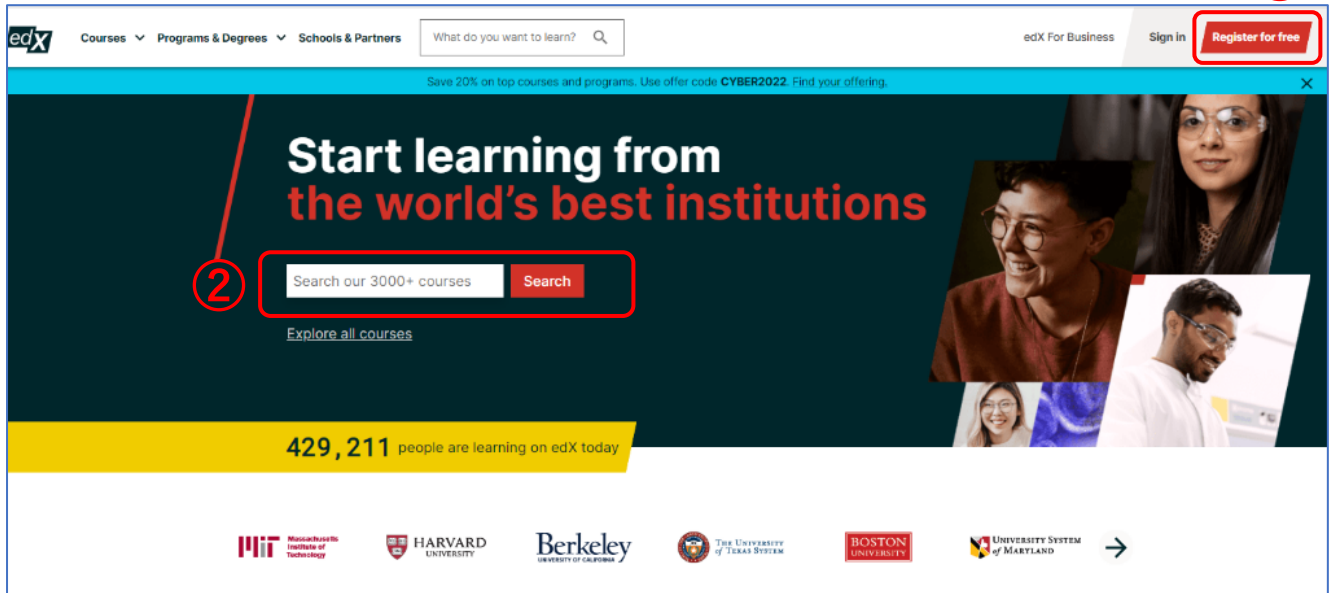 edX
Courses Programs & Degrees Schools & Partners What do you want to learn? edX For Business Sign in Register for free
Save 20% on top courses and programs. Use offer code CYBER2022. Find your offering.
Start learning from
the world's best institutions
②
Search our 3000+ courses Search
Explore all courses
429,211 people are learning on edX today
MIT Massachusetts
Institute of
Technology
HARVARD
UNIVERSITY
Berkeley
UNIVERSITY OF CALIFORNIA
THE UNIVERSITY
of TEXAS SYSTEM
BOSTON
UNIVERSITY
UNIVERSITY SYSTEM
of MARYLAND